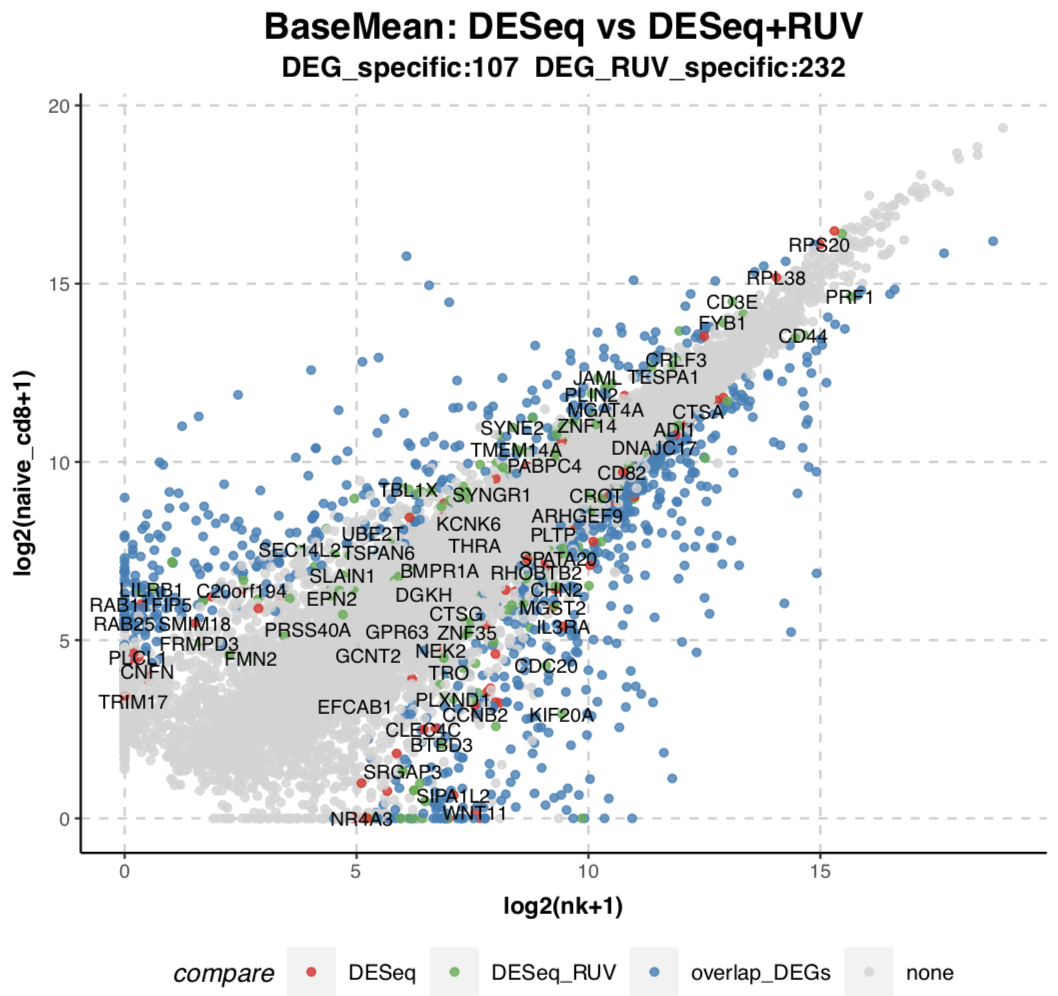 BaseMean: DESeq vs DESeq+RUV
DEG_specific:107 DEG_RUV_specific:232
20
15
10
5
0
log2(naive_cd8+1)
RPS20
RPL38
CD3E
PRF1
FYB1
CD44
CRLF3
JAML TESPA1
PLIN2
MGAT4A
CTSA
SYNE2 ZNF14
ADI1
TMEM14A
DNAJC17
PABPC4
CD82
TBL1X SYNGR1
CROT
ARHGEF9
KCNK6
UBE2T
PLTP
THRA
SEC14L2 TSPAN6
SPATA20
BMPR1A RHOBTB2
SLAIN1
LILRB1 C20orf194
CHN2
DGKH
EPN2
RAB11FIP5
MGST2
CTSG
RAB25 SMIM18
IL3RA
PRSS40A GPR63 ZNF35
FRMPD3
NEK2
GCNT2
PLCL1
FMN2
CDC20
CNFN
TRO
TRIM17
PLXND1
EFCAB1
CCNB2 KIF20A
CLEC4C
BTBD3
SRGAP3
SIPA1L2
WNT11
NR4A3
0 5 10 15
log2(nk+1)
compare DESeq DESeq_RUV overlap_DEGs none